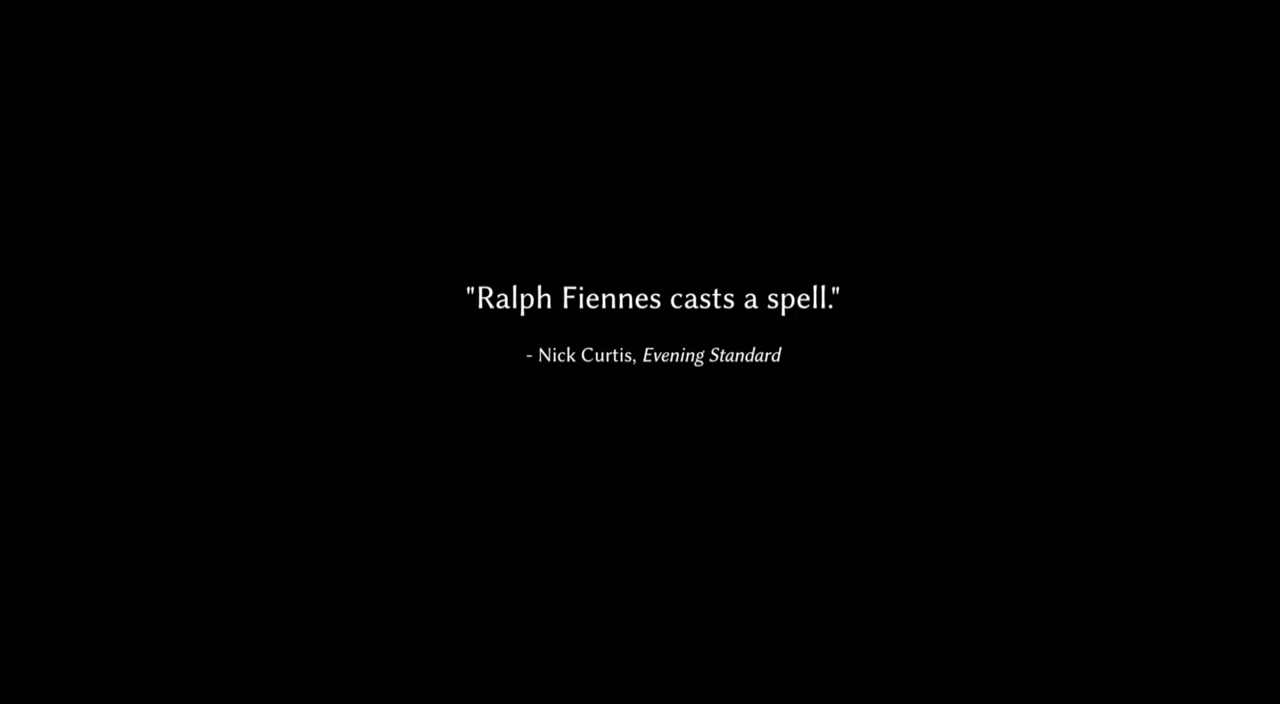 "Ralph Fiennes casts a spell."
- Nick Curtis, Evening Standard